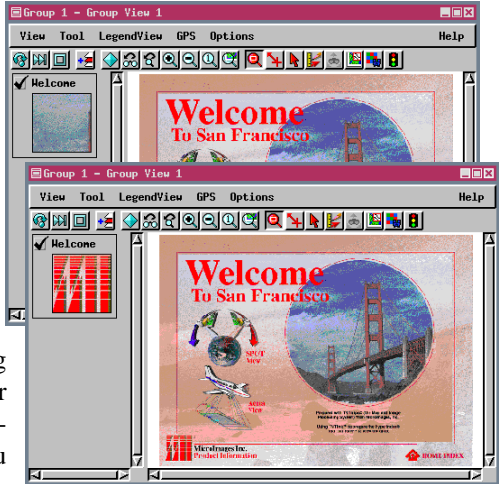 Group 1 - Group View 1
View Tool LegendView GPS Options Help
Welcome
Welcome
To San Francisco
Group 1 - Group View 1
View Tool LegendView GPS Options Help
Welcome
Welcome
To San Francisco
SPOT
View
Aerial
View
MicroImages Inc.
Product Information
HOME INDEX
g
r
-
u